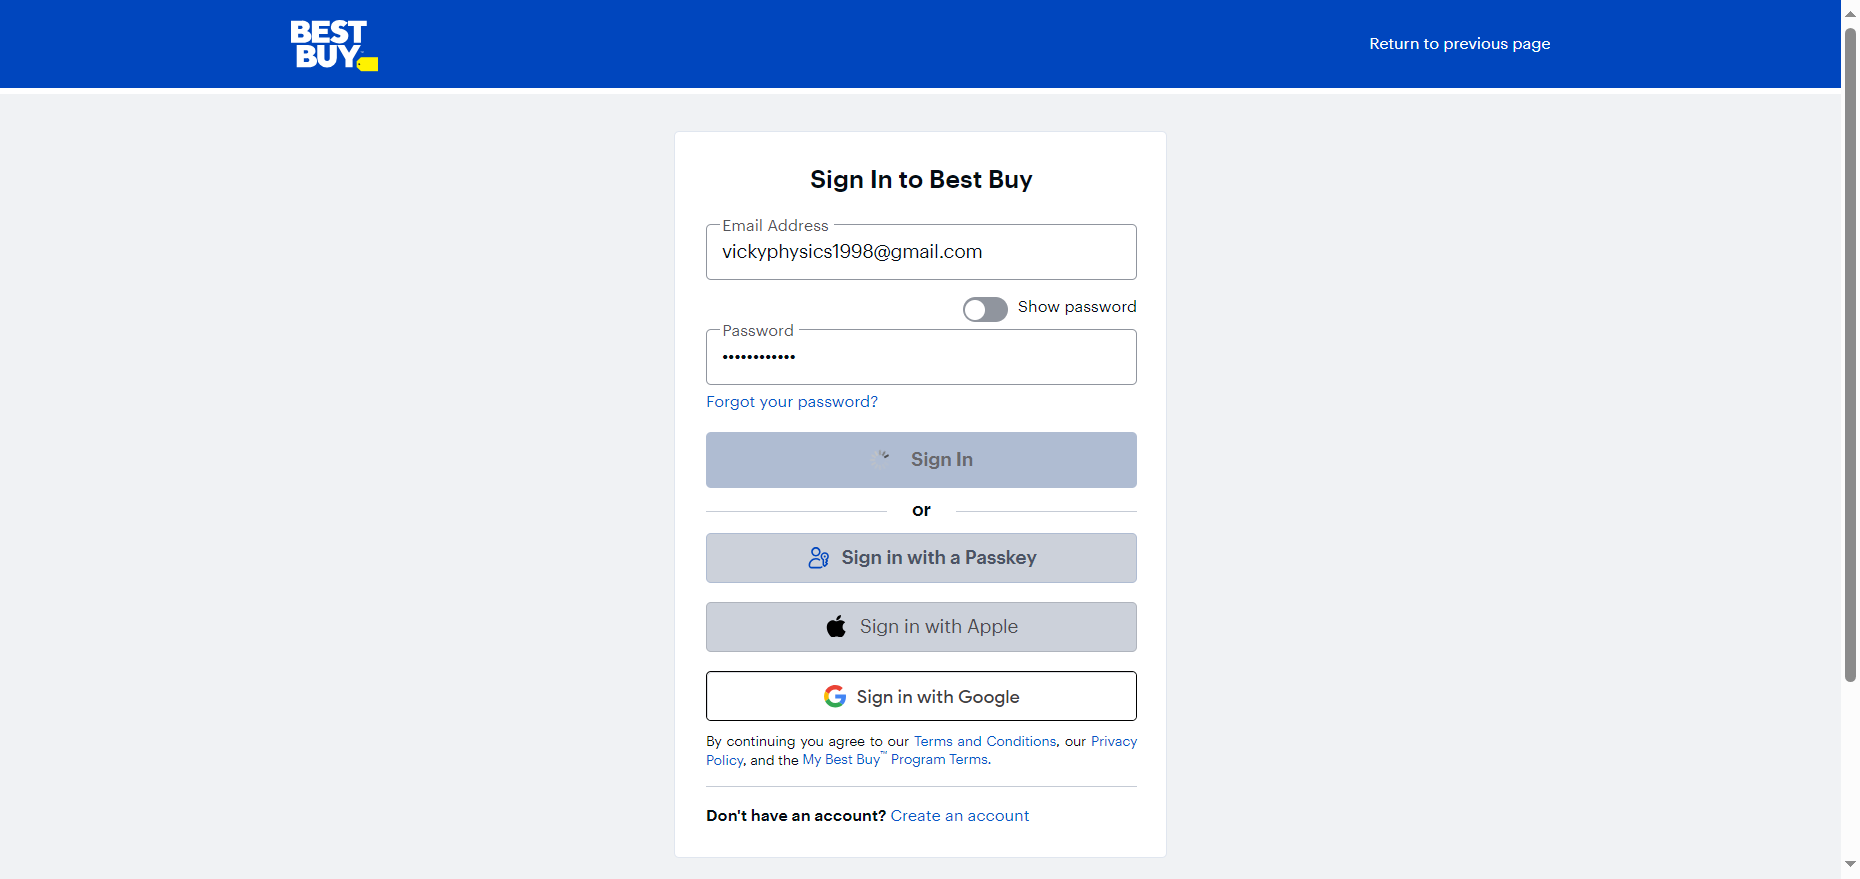 BEST
BUY
Return to previous page
Sign In to Best Buy
Email Address
vickyphysics1998@gmail.com
Show password
Password
••••••••••••
Forgot your password?
Sign In
or
Sign in with a Passkey
Sign in with Apple
Sign in with Google
By continuing you agree to our Terms and Conditions, our Privacy
Policy, and the My Best Buy™ Program Terms.
Don't have an account? Create an account